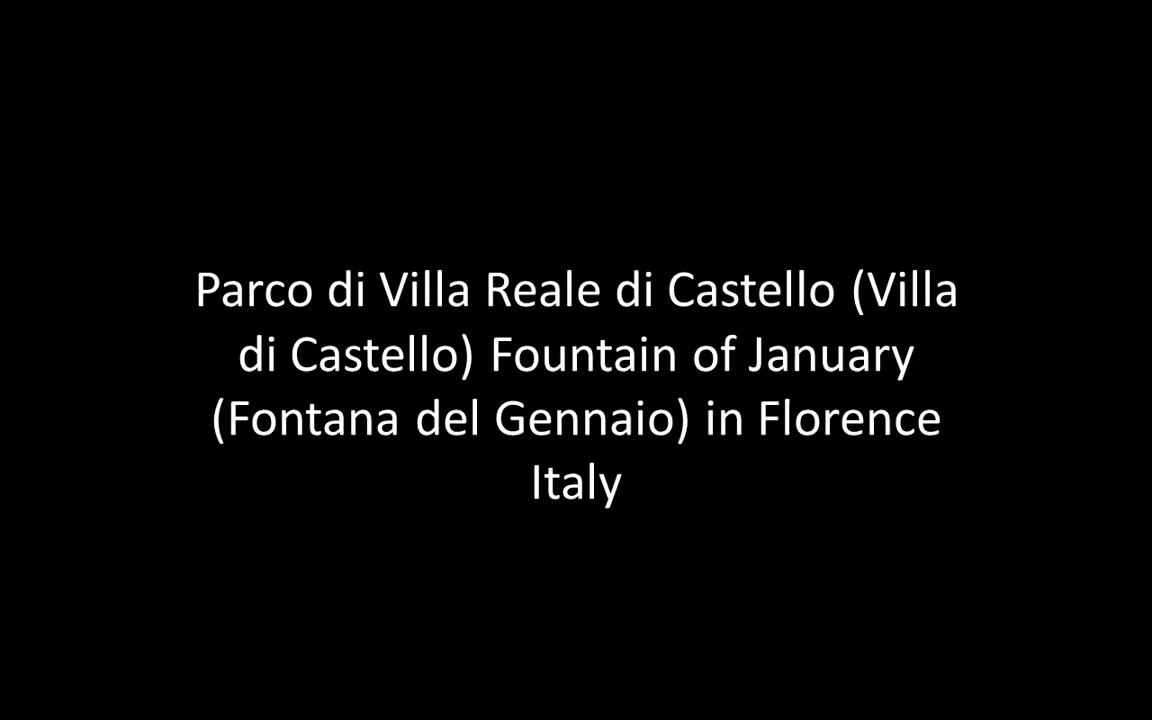 Parco di Villa Reale di Castello (Villa
di Castello) Fountain of January
(Fontana del Gennaio) in Florence
Italy